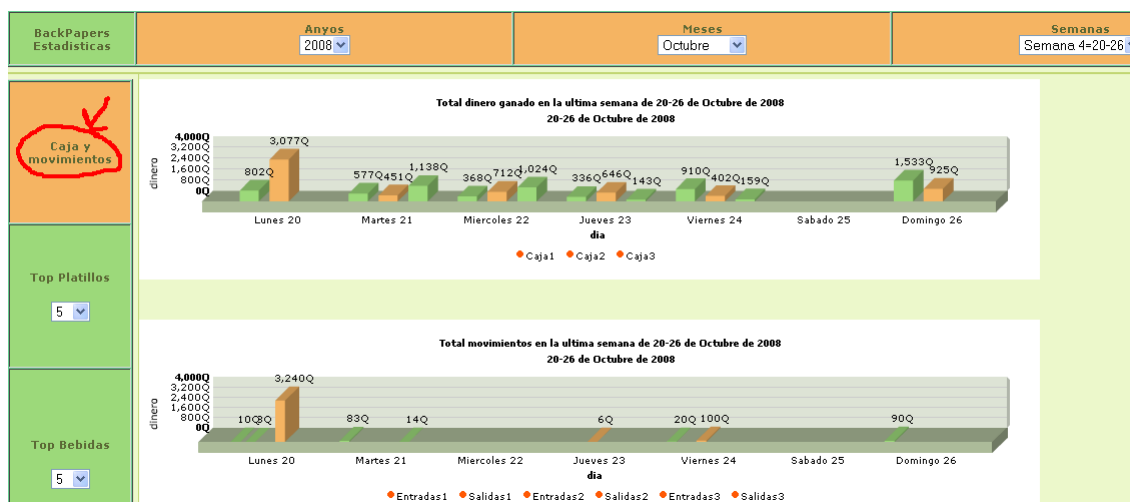 BackPapers
Estadisticas
Anyos
2008
Meses
Octubre
Semanas
Semana 4=20-26
Caja y
movimientos
Top Platillos
5
Top Bebidas
5
Total dinero ganado en la ultima semana de 20-26 de Octubre de 2008
20-26 de Octubre de 2008
dinero
4,000Q
3,200Q
2,400Q
1,600Q
800Q
0Q
802Q 3,077Q 577Q 451Q 1,138Q 368Q 712Q 1,024Q 336Q 646Q 143Q 910Q 402Q 159Q 1,533Q 925Q
Lunes 20 Martes 21 Miercoles 22 Jueves 23 Viernes 24 Sabado 25 Domingo 26
dia
Caja1 Caja2 Caja3
Total movimientos en la ultima semana de 20-26 de Octubre de 2008
20-26 de Octubre de 2008
dinero
4,000Q
3,200Q
2,400Q
1,600Q
800Q
0Q
3,240Q 83Q 14Q 6Q 20Q 100Q 90Q
Lunes 20 Martes 21 Miercoles 22 Jueves 23 Viernes 24 Sabado 25 Domingo 26
dia
Entradas1 Salidas1 Entradas2 Salidas2 Entradas3 Salidas3